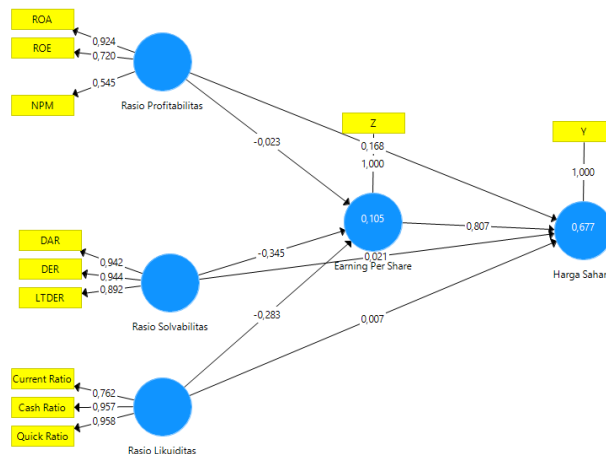 ROA
0,924
ROE
0,720
0,545
NPM
Rasio Profitabilitas
Z
Y
-0,023
0,168
1,000
1,000
0,105
0,807
0,677
DAR
0,942
DER
0,944
LTDER
0,892
-0,345
0,021
Earning Per Share
Harga Saham
Rasio Solvabilitas
-0,283
0,007
Current Ratio
0,762
Cash Ratio
0,957
Quick Ratio
0,958
Rasio Likuiditas